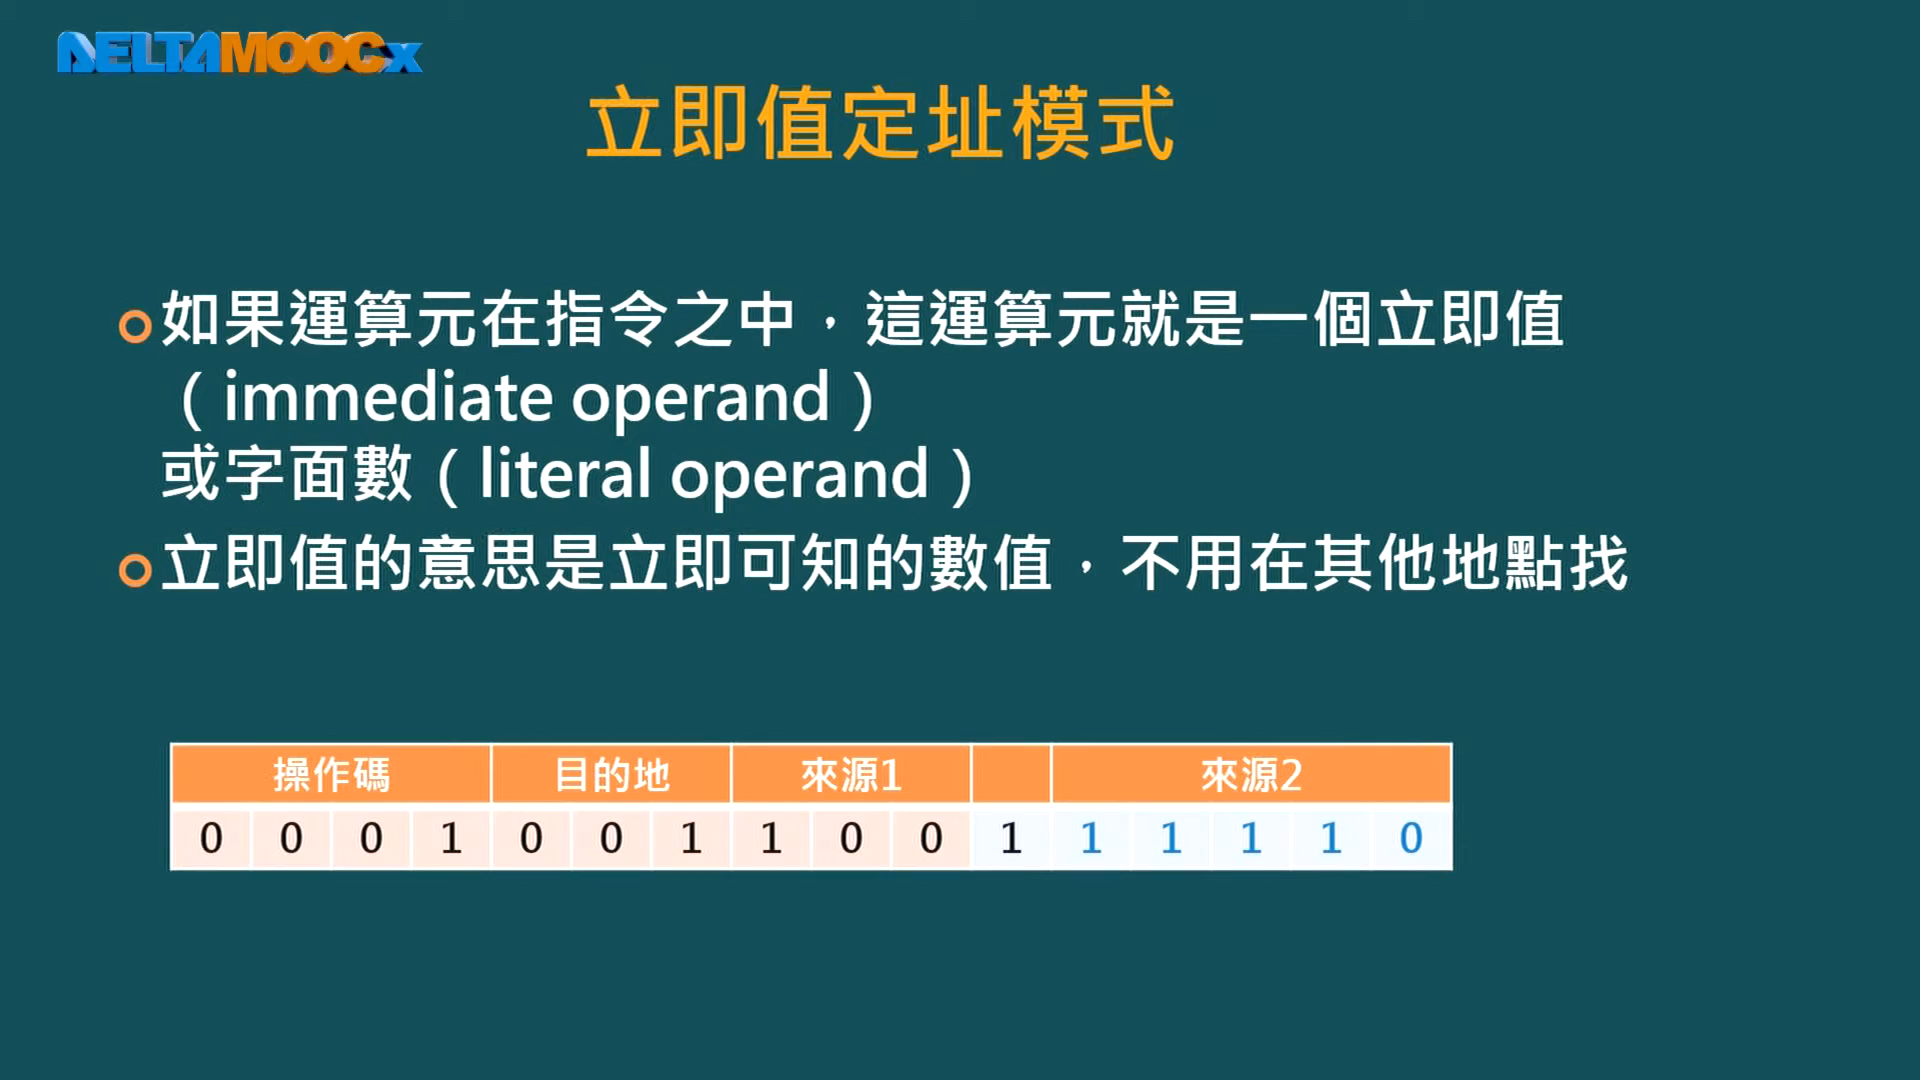 DELTAMOOCx
立即值定址模式
如果運算元在指令之中，這運算元就是一個立即值
（immediate operand）
或字面數（literal operand）
立即值的意思是立即可知的數值，不用在其他地點找
操作碼 目的地 來源1 來源2
0 0 0 1 0 0 1 1 0 0 1 1 1 1 1 0